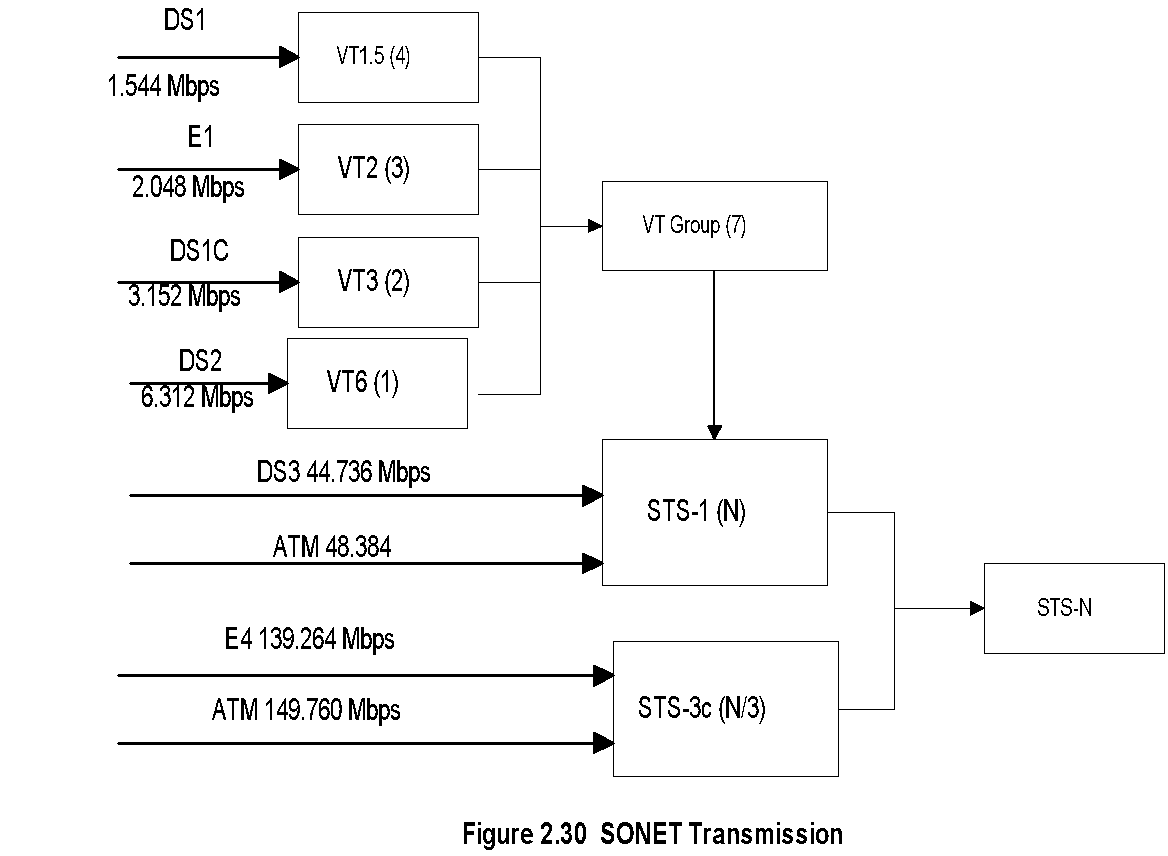 DS1
1.544 Mbps
VT1.5 (4)
E1
2.048 Mbps
VT2 (3)
DS1C
3.152 Mbps
VT3 (2)
DS2
6.312 Mbps
VT6 (1)
VT Group (7)
DS3 44.736 Mbps
ATM 48.384
STS-1 (N)
E4 139.264 Mbps
ATM 149.760 Mbps
STS-3c (N/3)
STS-N
Figure 2.30 SONET Transmission